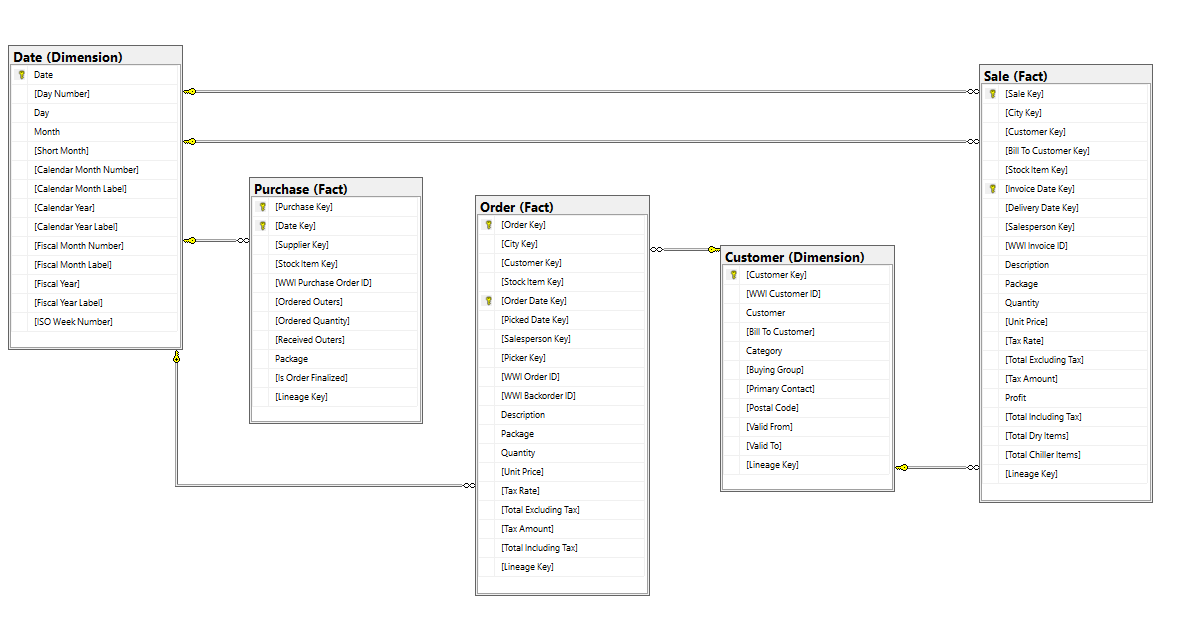 Date (Dimension)
Date
[Day Number]
Day
Month
[Short Month]
[Calendar Month Number]
[Calendar Month Label]
[Calendar Year]
[Calendar Year Label]
[Fiscal Month Number]
[Fiscal Month Label]
[Fiscal Year]
[Fiscal Year Label]
[ISO Week Number]
Purchase (Fact)
[Purchase Key]
[Date Key]
[Supplier Key]
[Stock Item Key]
[WWI Purchase Order ID]
[Ordered Outers]
[Ordered Quantity]
[Received Outers]
Package
[Is Order Finalized]
[Lineage Key]
Order (Fact)
[Order Key]
[City Key]
[Customer Key]
[Stock Item Key]
[Order Date Key]
[Picked Date Key]
[Salesperson Key]
[Picker Key]
[WWI Order ID]
[WWI Backorder ID]
Description
Package
Quantity
[Unit Price]
[Tax Rate]
[Total Excluding Tax]
[Tax Amount]
[Total Including Tax]
[Lineage Key]
Customer (Dimension)
[Customer Key]
[WWI Customer ID]
Customer
[Bill To Customer]
Category
[Buying Group]
[Primary Contact]
[Postal Code]
[Valid From]
[Valid To]
[Lineage Key]
Sale (Fact)
[Sale Key]
[City Key]
[Customer Key]
[Bill To Customer Key]
[Stock Item Key]
[Invoice Date Key]
[Delivery Date Key]
[Salesperson Key]
[WWI Invoice ID]
Description
Package
Quantity
[Unit Price]
[Tax Rate]
[Total Excluding Tax]
[Tax Amount]
Profit
[Total Including Tax]
[Total Dry Items]
[Total Chiller Items]
[Lineage Key]